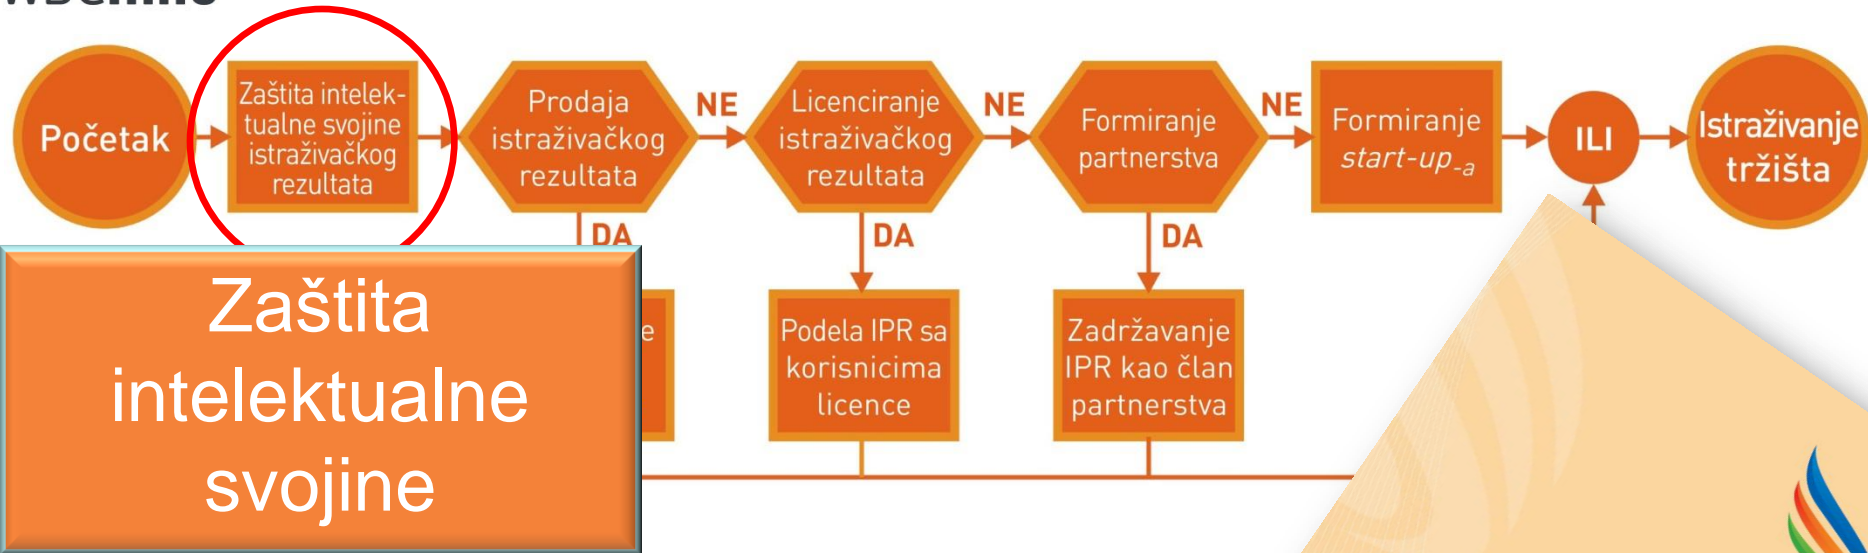 Početak
Zaštita intelek-
tualne svojine
istraživačkog
rezultata
Prodaja
istraživačkog
rezultata
NE
Licenciranje
istraživačkog
rezultata
NE
Formiranje
partnerstva
NE
Formiranje
start-up-a
ILI
Istraživanje
tržišta
DA
DA
DA
Zaštita
intelektualne
svojine
Podela IPR sa
korisnicima
licence
Zadržavanje
IPR kao član
partnerstva